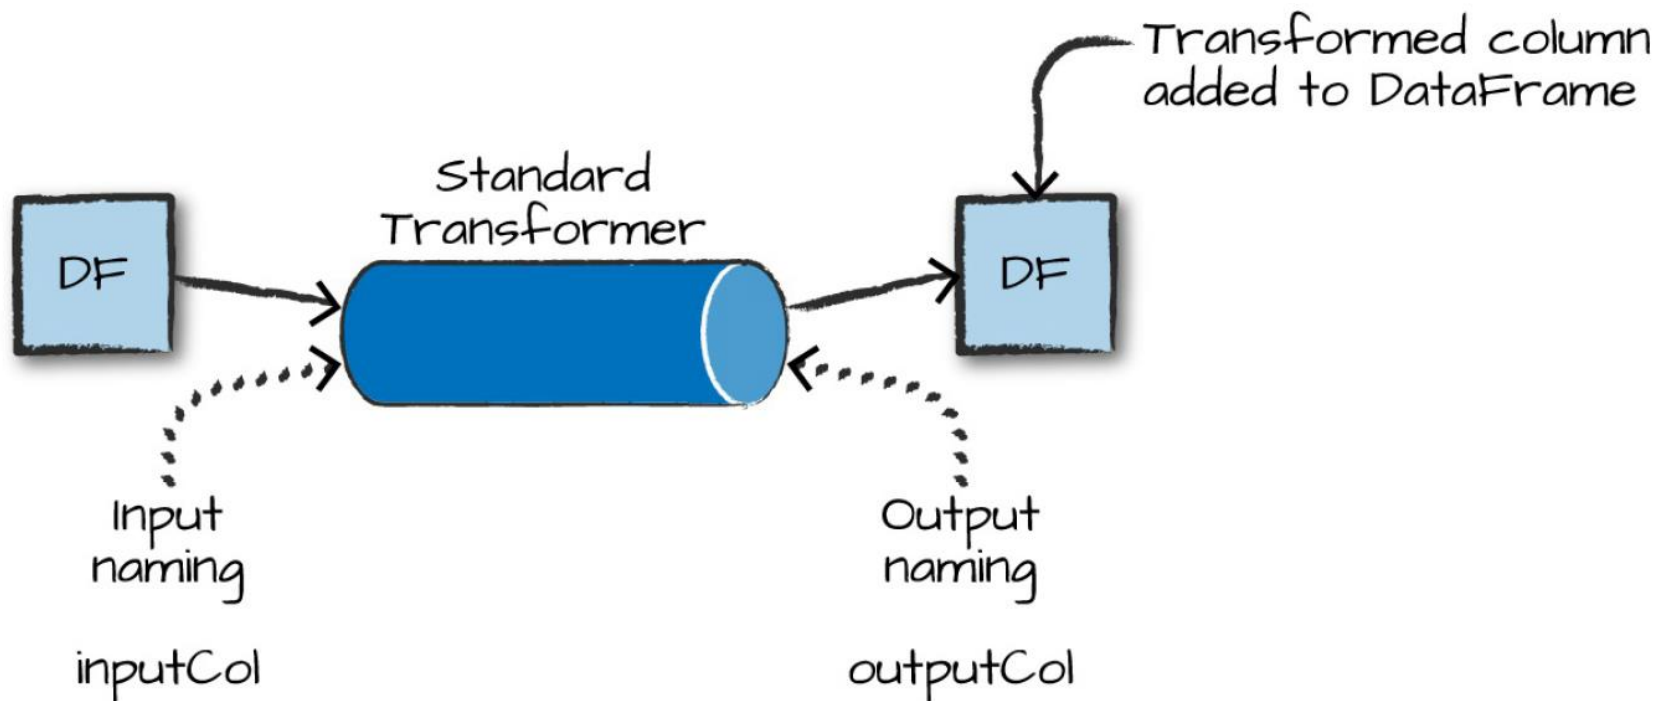 Transformed column
added to DataFrame
Standard
Transformer
DF
DF
Input
naming
Output
naming
inputCol
outputCol